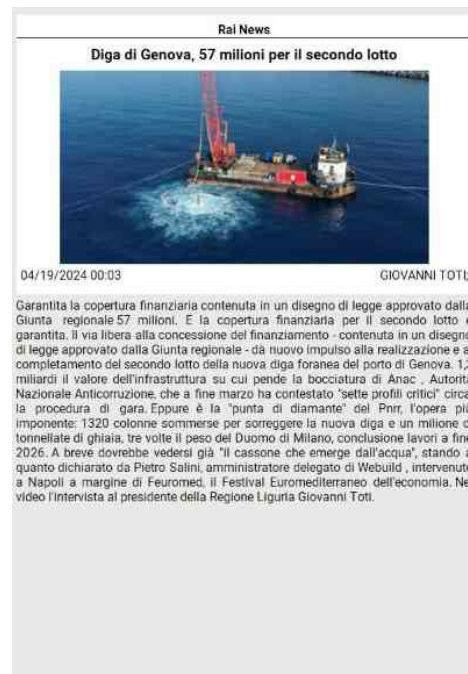 Rai News
Diga di Genova, 57 milioni per il secondo lotto
04/19/2024 00:03
GIOVANNI TOTI;
Garantita la copertura finanziaria contenuta in un disegno di legge approvato dalla
Giunta regionale 57 milioni. È la copertura finanziaria per il secondo lotto è
garantita. Il via libera alla concessione del finanziamento - contenuta in un disegno
di legge approvato dalla Giunta regionale - dà nuovo impulso alla realizzazione e al
completamento del secondo lotto della nuova diga foranea del porto di Genova. 1,3
miliardi il valore dell'infrastruttura su cui pende la bocciatura di Anac , Autorità
Nazionale Anticorruzione, che a fine marzo ha contestato "sette profili critici" circa
la procedura di gara. Eppure è la "punta di diamante" del Pnrr, l'opera più
imponente: 1320 colonne sommerse per sorreggere la nuova diga e un milione di
tonnellate di ghiaia, tre volte il peso del Duomo di Milano, conclusione lavori a fine
2026. A breve dovrebbe vedersi già "il cassone che emerge dall'acqua", stando a
quanto dichiarato da Pietro Salini, amministratore delegato di Webuild , intervenuto
a Napoli a margine di Feuromed, il Festival Euromediterraneo dell'economia. Nel
video l'intervista al presidente della Regione Liguria Giovanni Toti.